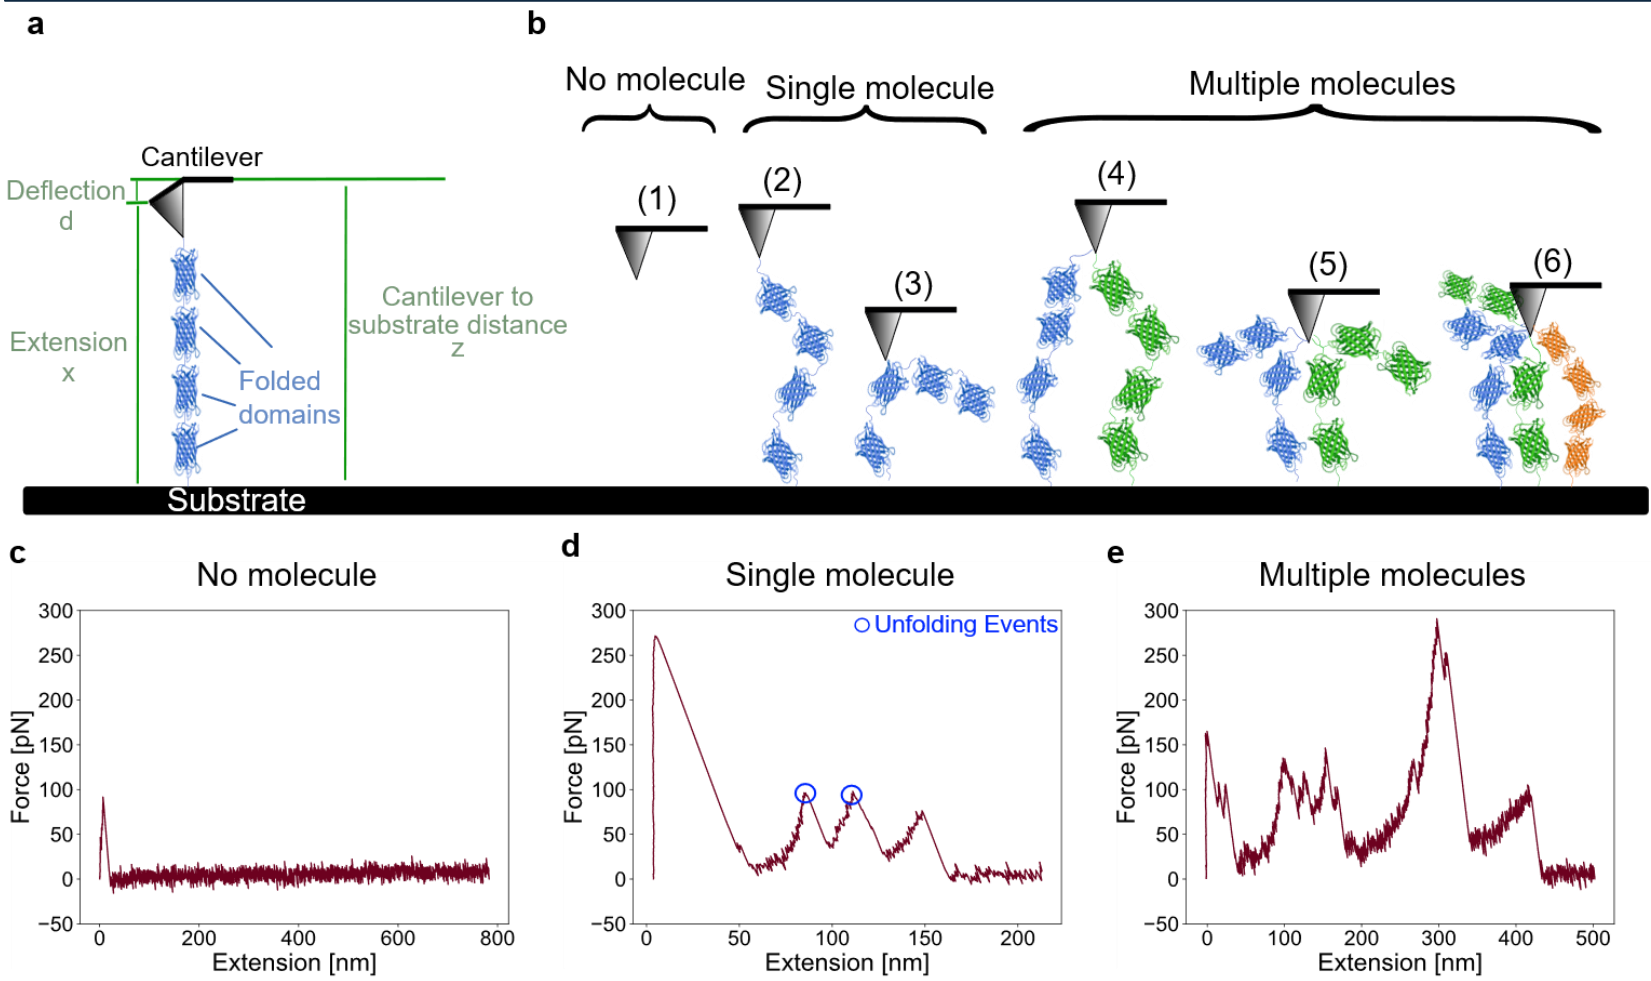 a
b
No molecule
Single molecule
Multiple molecules
Cantilever
Deflection
d
Extension
x
Cantilever to
substrate distance
z
Folded
domains
Substrate
(1)
(2)
(3)
(4)
(5)
(6)
c
No molecule
300
250
200
150
100
50
0
−50
Force [pN]
0 200 400 600 800
Extension [nm]
d
Single molecule
Unfolding Events
300
250
200
150
100
50
0
−50
Force [pN]
0 50 100 150 200
Extension [nm]
e
Multiple molecules
300
250
200
150
100
50
0
−50
Force [pN]
0 100 200 300 400 500
Extension [nm]